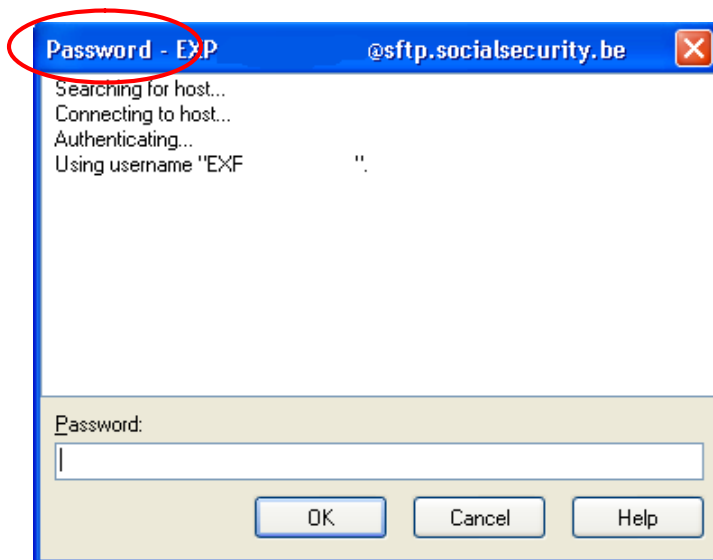 Password - EXP @sftp.socialsecurity.be
Searching for host...
Connecting to host...
Authenticating...
Using username "EXF ".
Password:
OK Cancel Help